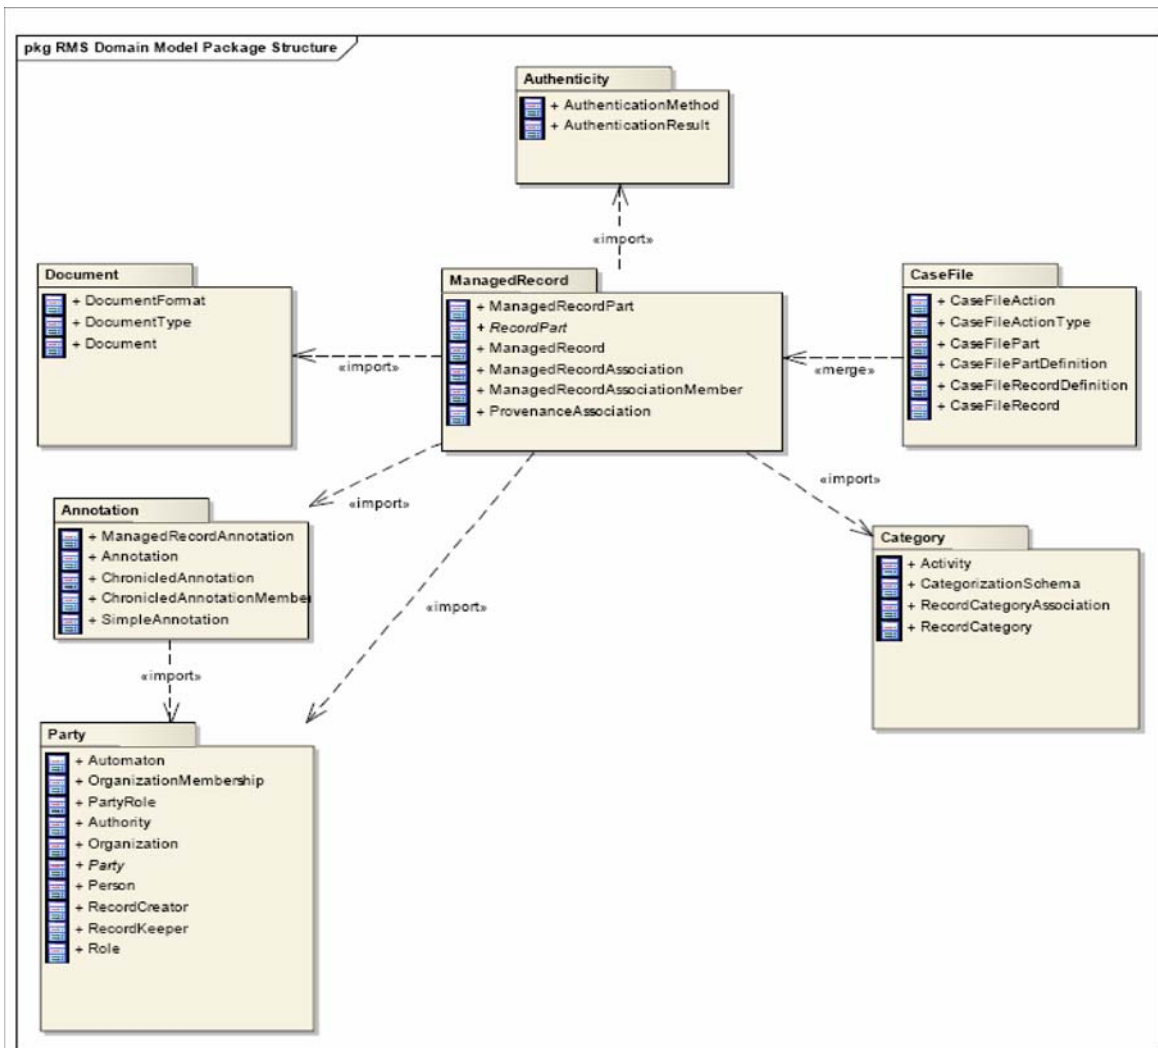 pkg RMS Domain Model Package Structure
Authenticity
+ AuthenticationMethod
+ AuthenticationResult
«import»
Document
+ DocumentFormat
+ DocumentType
+ Document
«import»
ManagedRecord
+ ManagedRecordPart
+ RecordPart
+ ManagedRecord
+ ManagedRecordAssociation
+ ManagedRecordAssociationMember
+ ProvenanceAssociation
«merge»
CaseFile
+ CaseFileAction
+ CaseFileActionType
+ CaseFilePart
+ CaseFilePartDefinition
+ CaseFileRecordDefinition
+ CaseFileRecord
«import»
«import»
«import»
Annotation
+ ManagedRecordAnnotation
+ Annotation
+ ChronicledAnnotation
+ ChronicledAnnotationMember
+ SimpleAnnotation
«import»
Category
+ Activity
+ CategorizationSchema
+ RecordCategoryAssociation
+ RecordCategory
Party
+ Automaton
+ OrganizationMembership
+ PartyRole
+ Authority
+ Organization
+ Party
+ Person
+ RecordCreator
+ RecordKeeper
+ Role